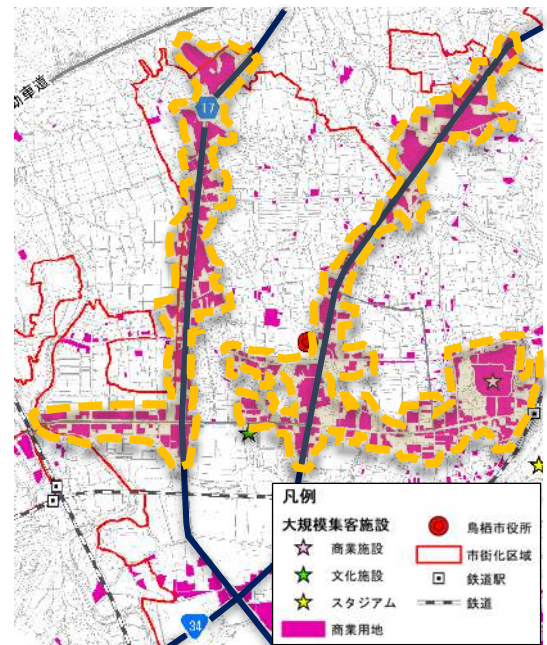 動車道
17
凡例
大規模集客施設
商業施設
文化施設
スタジアム
商業用地
鳥栖市役所
市街化区域
鉄道駅
鉄道
34